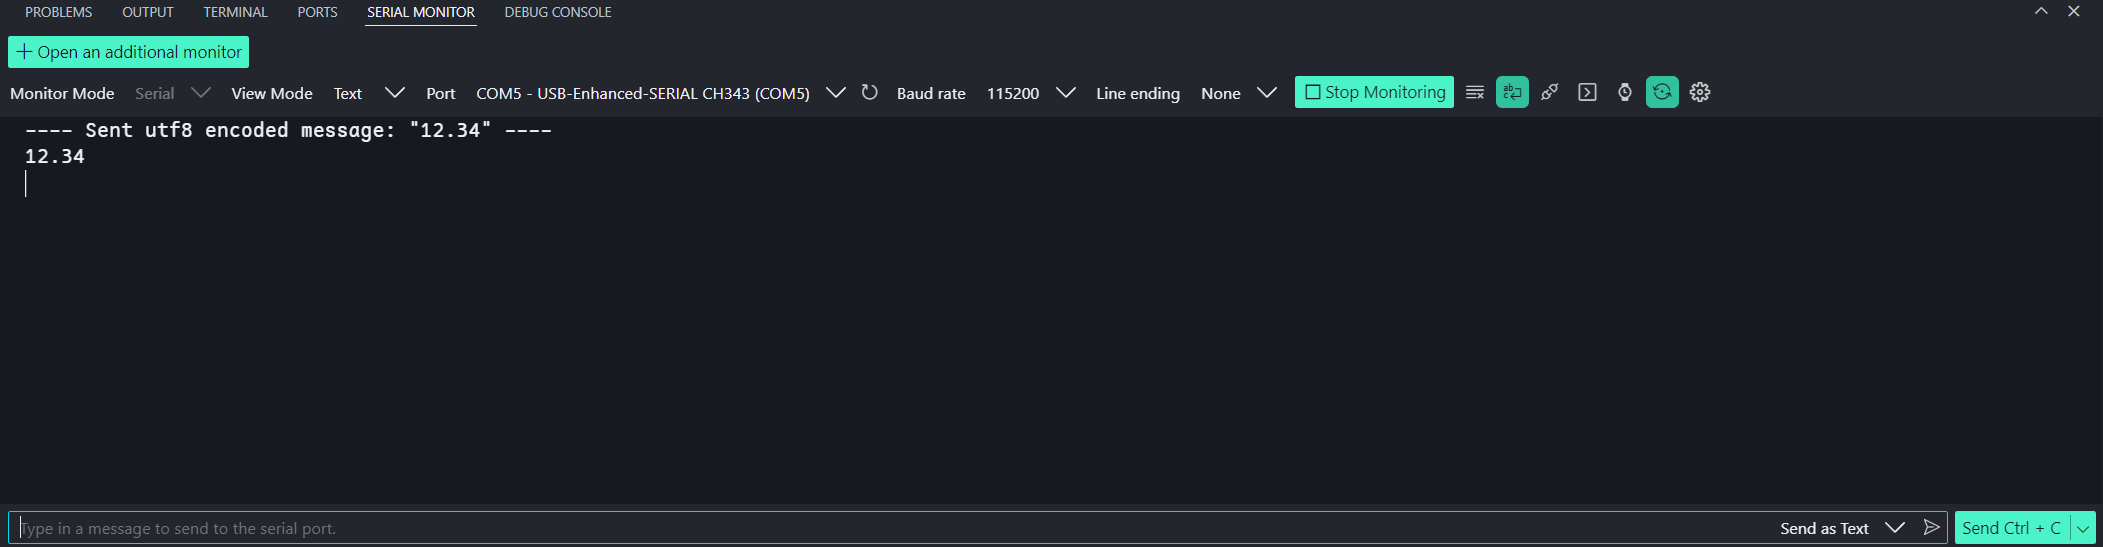 PROBLEMS OUTPUT TERMINAL PORTS SERIAL MONITOR DEBUG CONSOLE
Open an additional monitor
Monitor Mode Serial View Mode Text Port COM5 - USB-Enhanced-SERIAL CH343 (COM5) Baud rate 115200 Line ending None Stop Monitoring
---- Sent utf8 encoded message: "12.34" ----
12.34
Type in a message to send to the serial port. Send as Text Send Ctrl + C